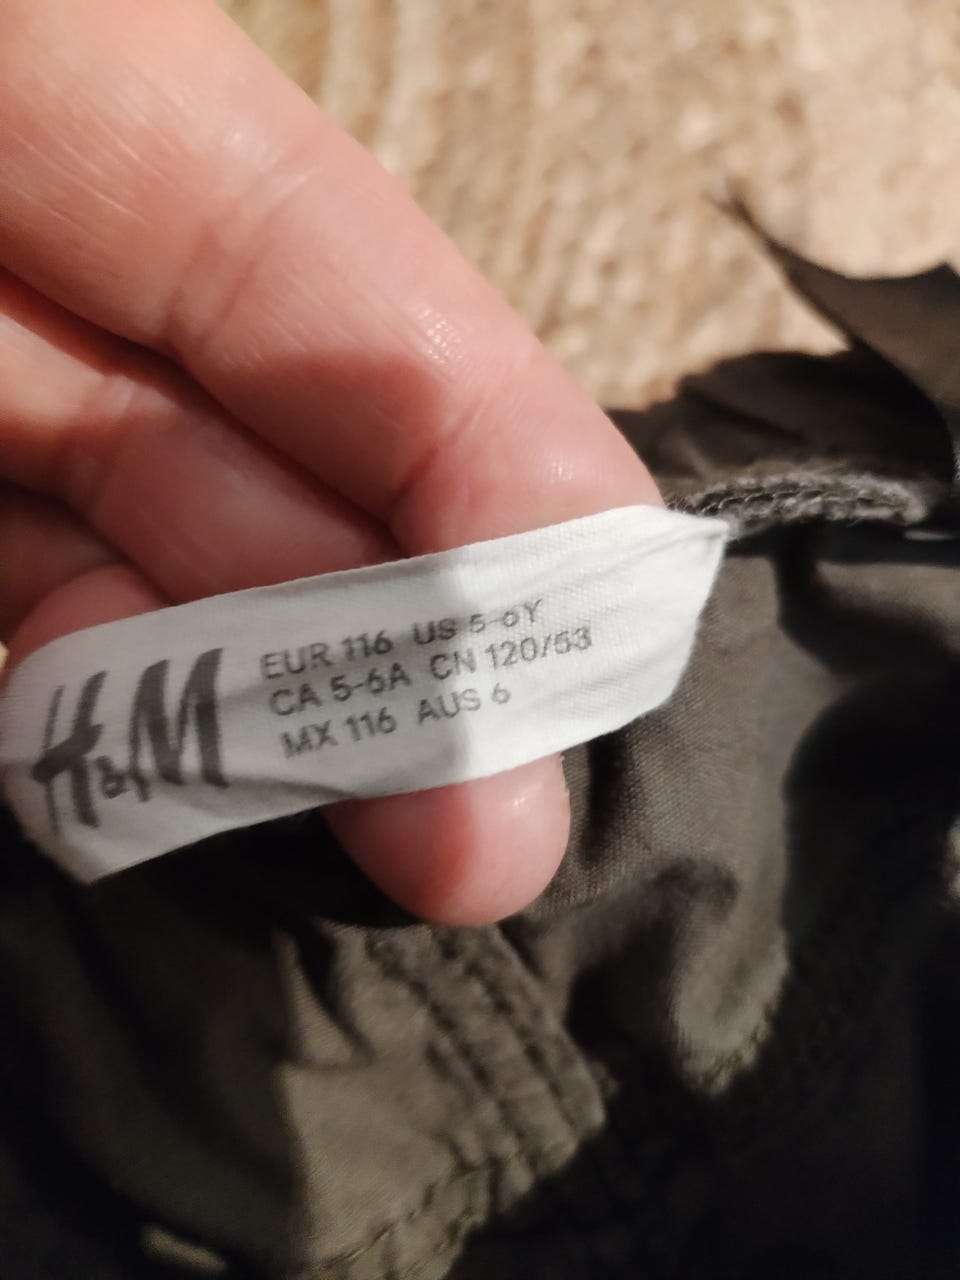 H&M
EUR 116 US 5-6Y
CA 5-6A CN 120/53
MX 116 AUS 6